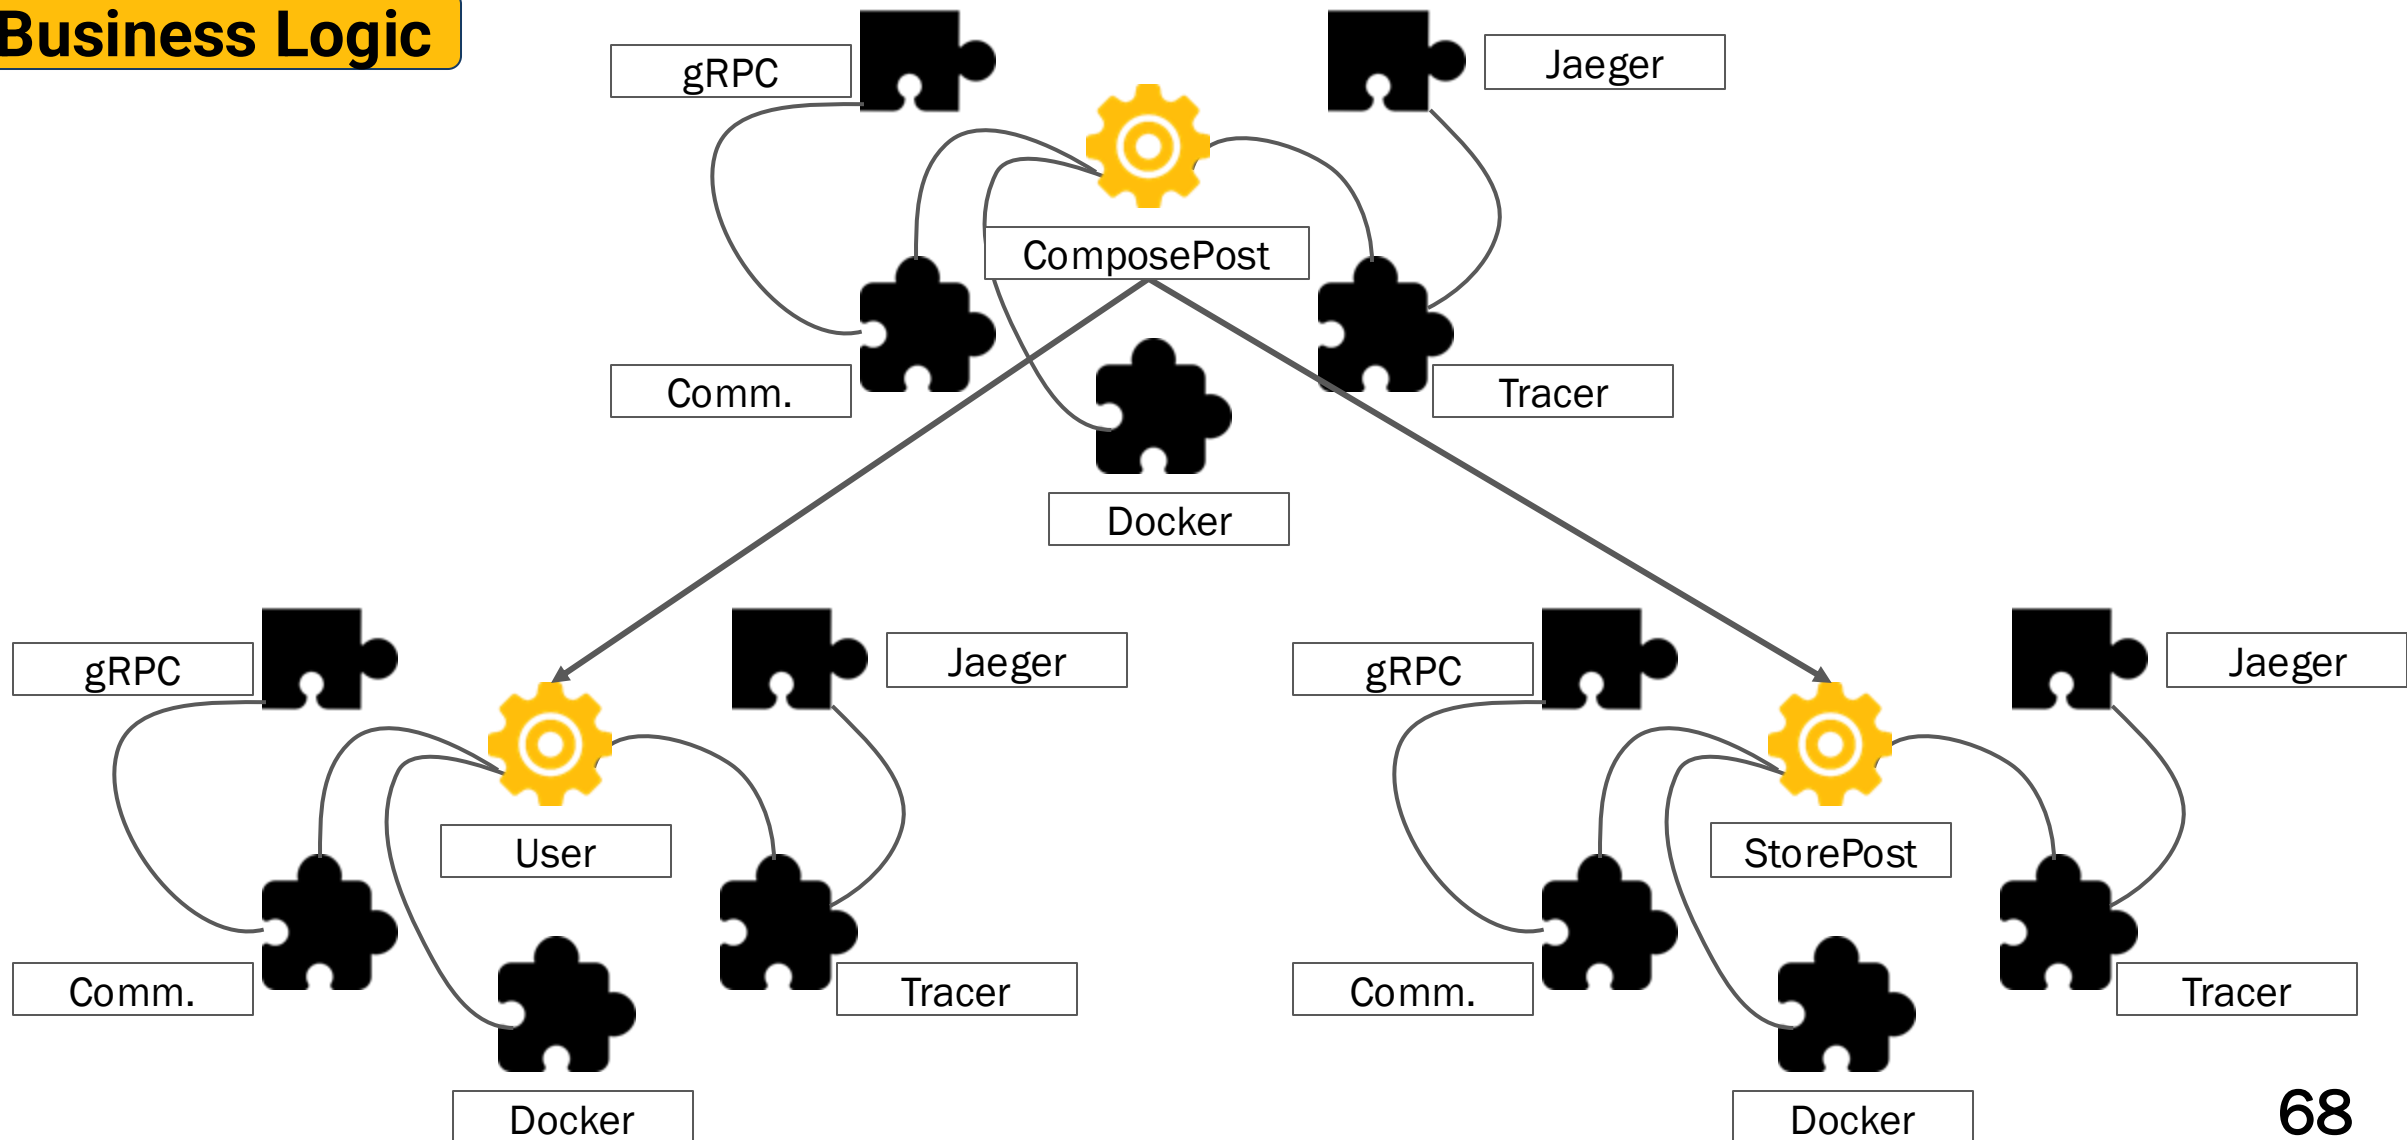 Business Logic
gRPC
Jaeger
ComposePost
Comm.
Tracer
Docker
gRPC
Jaeger
gRPC
Jaeger
User
StorePost
Comm.
Tracer
Comm.
Tracer
Docker
Docker
68